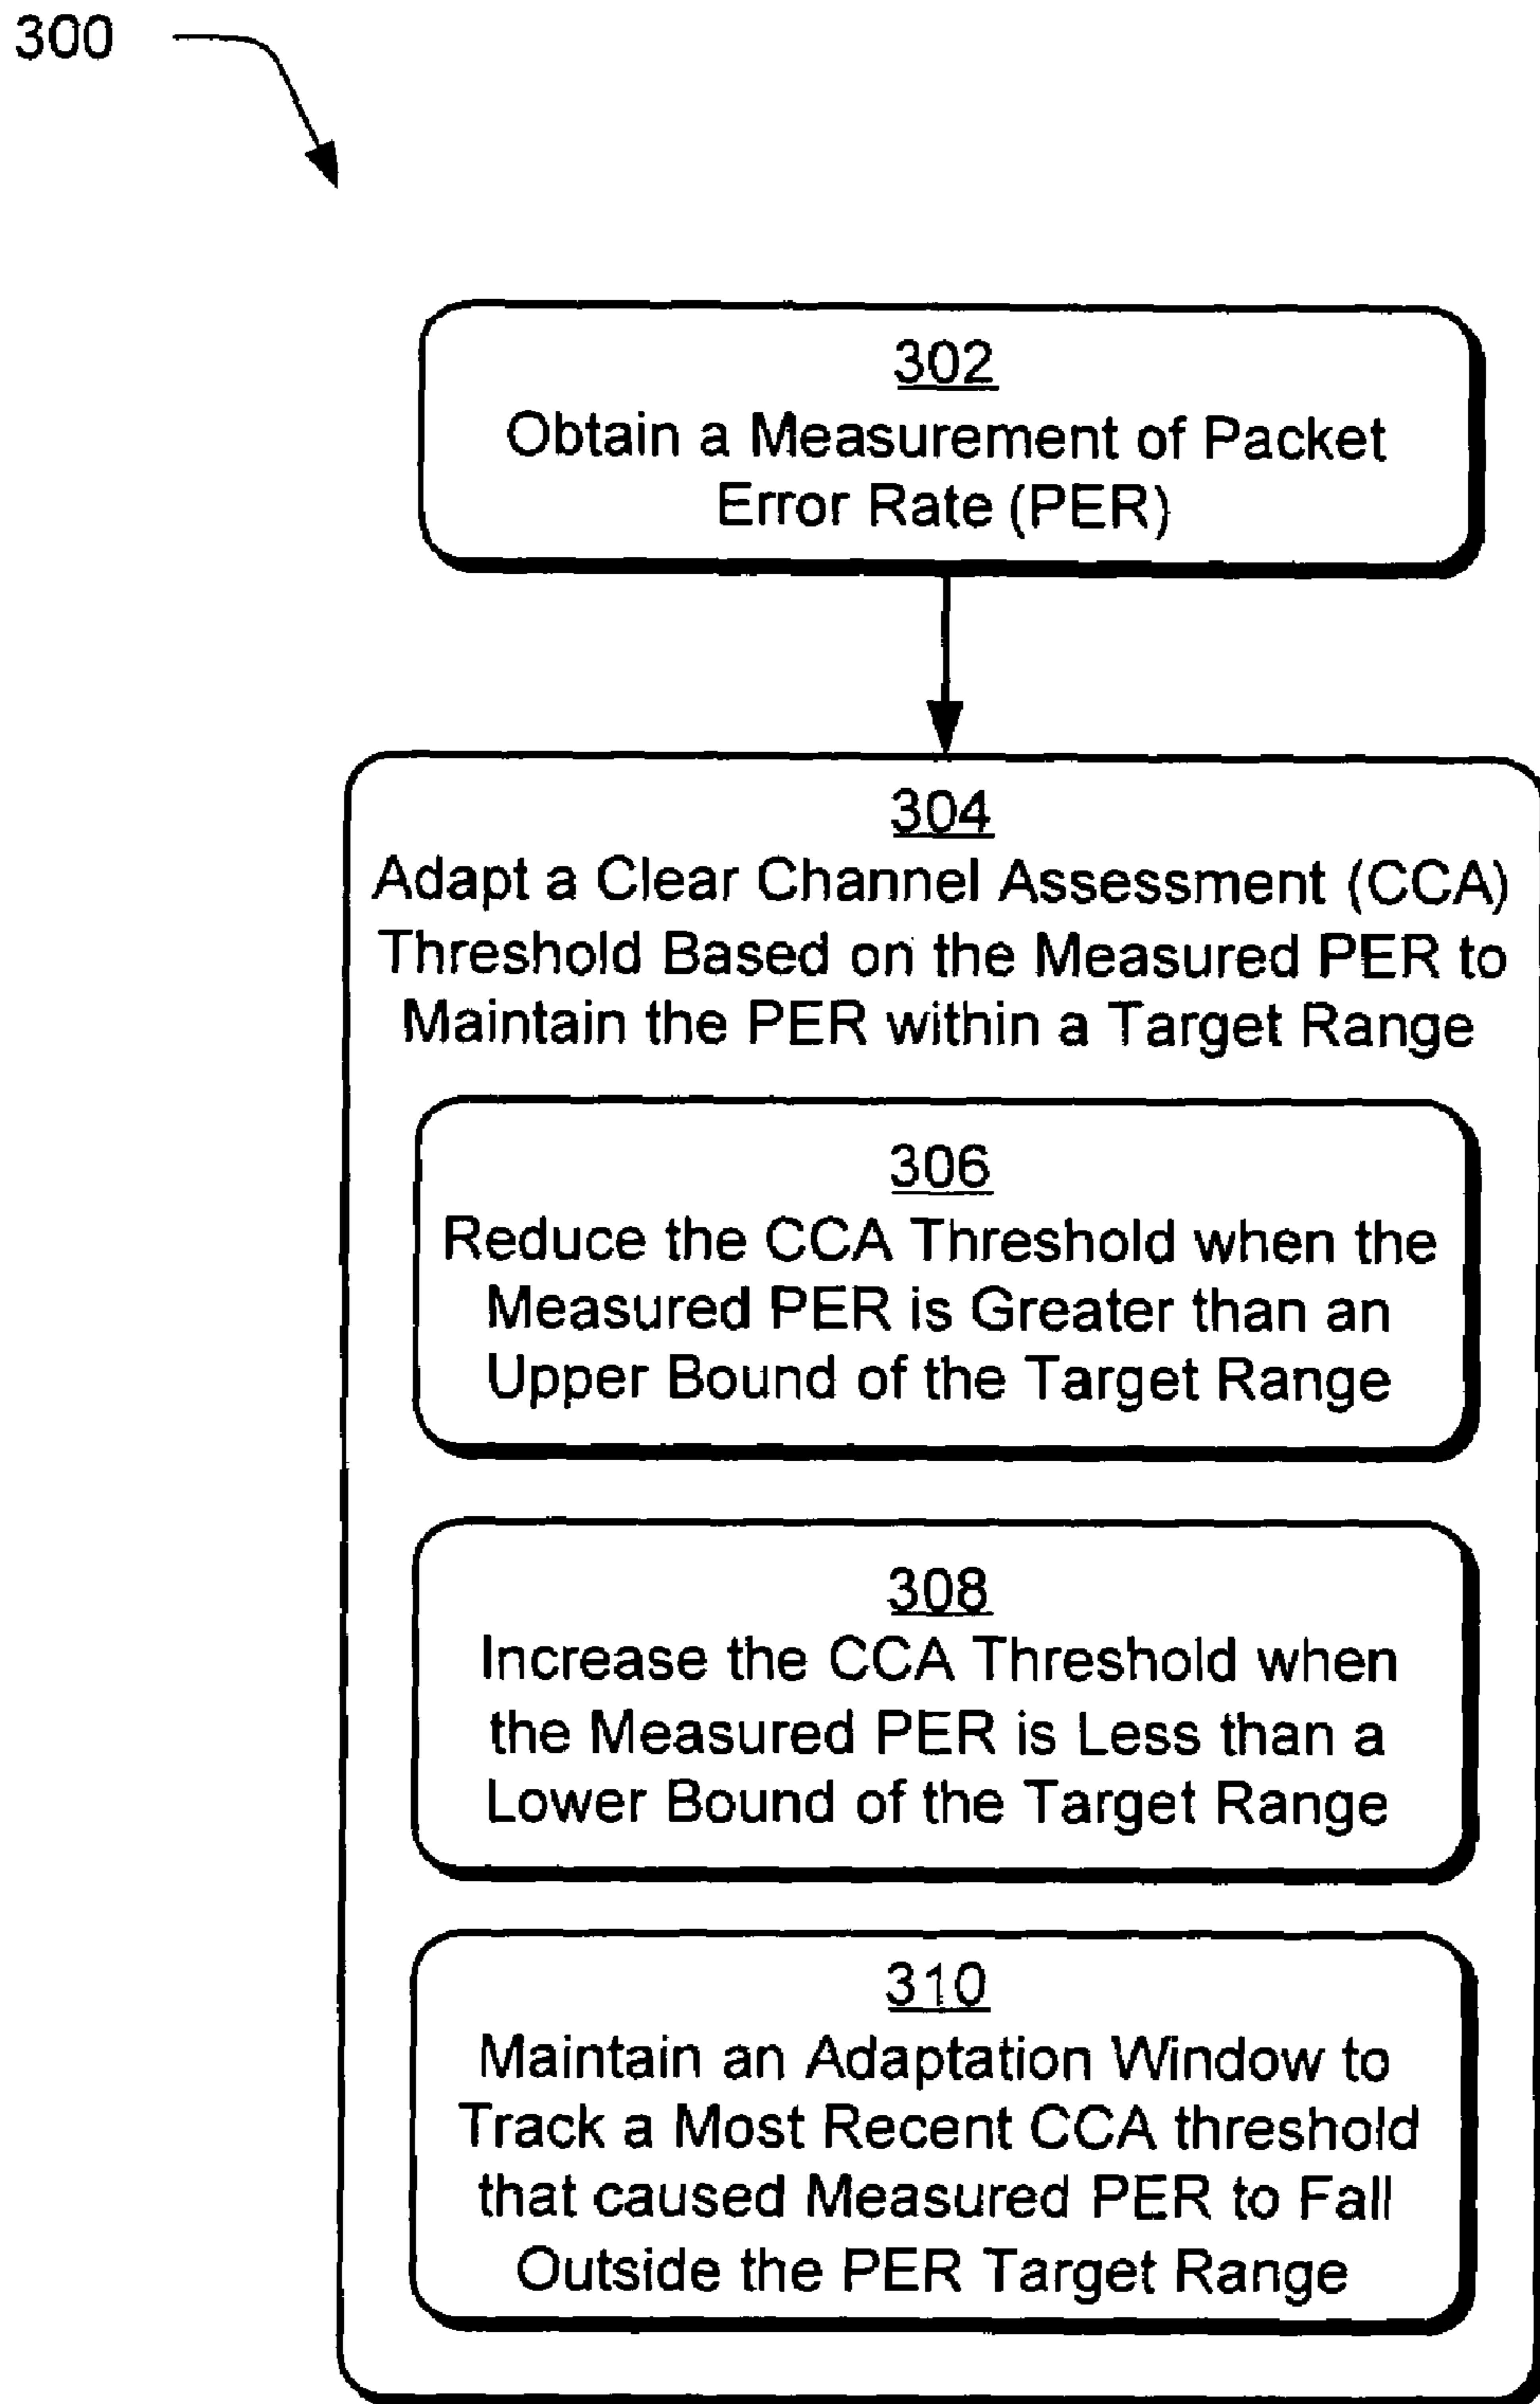 300
302
Obtain a Measurement of Packet
Error Rate (PER)
304
Adapt a Clear Channel Assessment (CCA)
Threshold Based on the Measured PER to
Maintain the PER within a Target Range
306
Reduce the CCA Threshold when the
Measured PER is Greater than an
Upper Bound of the Target Range
308
Increase the CCA Threshold when
the Measured PER is Less than a
Lower Bound of the Target Range
310
Maintain an Adaptation Window to
Track a Most Recent CCA threshold
that caused Measured PER to Fall
Outside the PER Target Range